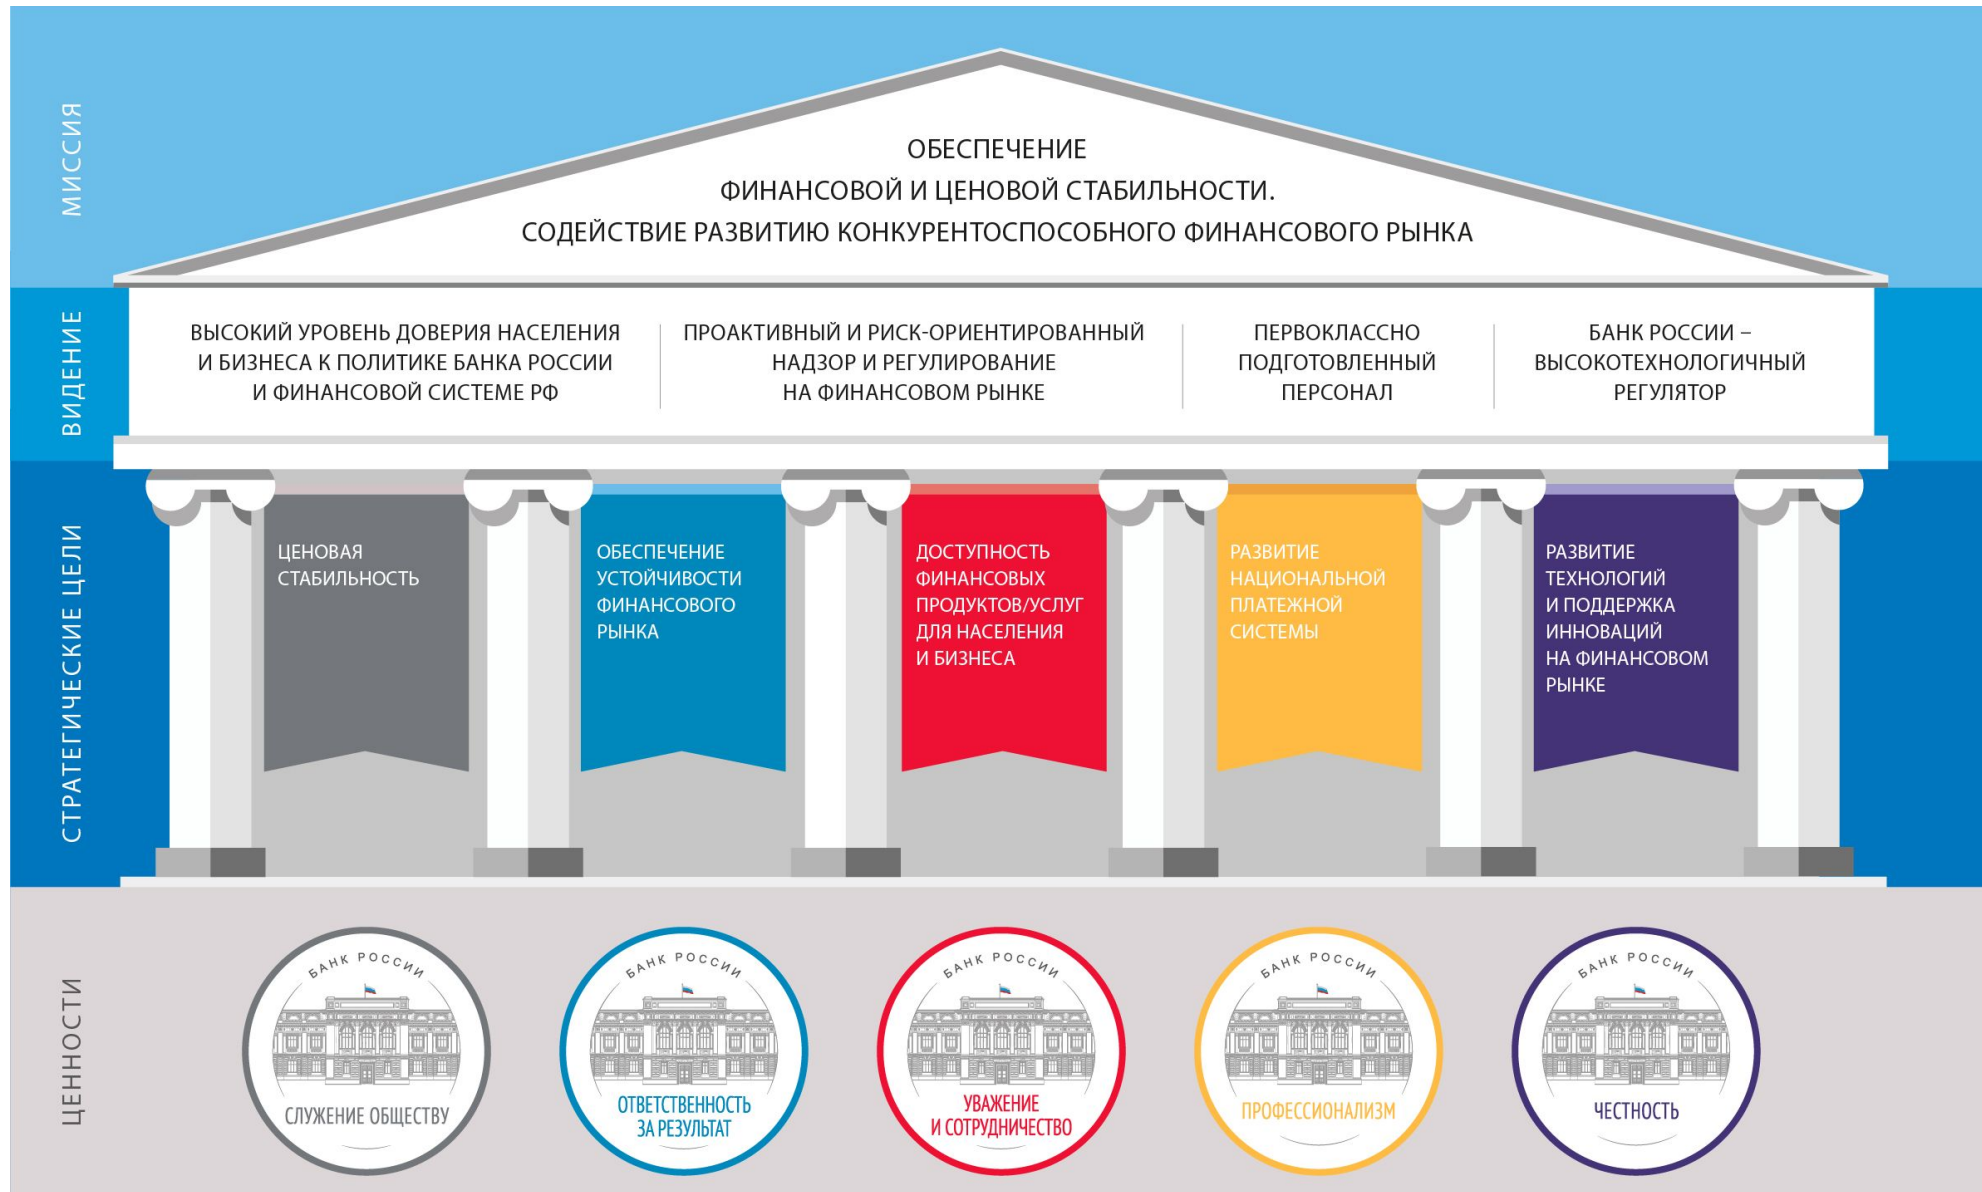 МИССИЯ
ОБЕСПЕЧЕНИЕ
ФИНАНСОВОЙ И ЦЕНОВОЙ СТАБИЛЬНОСТИ.
СОДЕЙСТВИЕ РАЗВИТИЮ КОНКУРЕНТОСПОСОБНОГО ФИНАНСОВОГО РЫНКА
ВИДЕНИЕ
ВЫСОКИЙ УРОВЕНЬ ДОВЕРИЯ НАСЕЛЕНИЯ
И БИЗНЕСА К ПОЛИТИКЕ БАНКА РОССИИ
И ФИНАНСОВОЙ СИСТЕМЕ РФ
ПРОАКТИВНЫЙ И РИСК-ОРИЕНТИРОВАННЫЙ
НАДЗОР И РЕГУЛИРОВАНИЕ
НА ФИНАНСОВОМ РЫНКЕ
ПЕРВОКЛАССНО
ПОДГОТОВЛЕННЫЙ
ПЕРСОНАЛ
БАНК РОССИИ –
ВЫСОКОТЕХНОЛОГИЧНЫЙ
РЕГУЛЯТОР
СТРАТЕГИЧЕСКИЕ ЦЕЛИ
ЦЕНОВАЯ
СТАБИЛЬНОСТЬ
ОБЕСПЕЧЕНИЕ
УСТОЙЧИВОСТИ
ФИНАНСОВОГО
РЫНКА
ДОСТУПНОСТЬ
ФИНАНСОВЫХ
ПРОДУКТОВ/УСЛУГ
ДЛЯ НАСЕЛЕНИЯ
И БИЗНЕСА
РАЗВИТИЕ
НАЦИОНАЛЬНОЙ
ПЛАТЕЖНОЙ
СИСТЕМЫ
РАЗВИТИЕ
ТЕХНОЛОГИЙ
И ПОДДЕРЖКА
ИННОВАЦИЙ
НА ФИНАНСОВОМ
РЫНКЕ
ЦЕННОСТИ
БАНК РОССИИ
СЛУЖЕНИЕ ОБЩЕСТВУ
БАНК РОССИИ
ОТВЕТСТВЕННОСТЬ
ЗА РЕЗУЛЬТАТ
БАНК РОССИИ
УВАЖЕНИЕ
И СОТРУДНИЧЕСТВО
БАНК РОССИИ
ПРОФЕССИОНАЛИЗМ
БАНК РОССИИ
ЧЕСТНОСТЬ